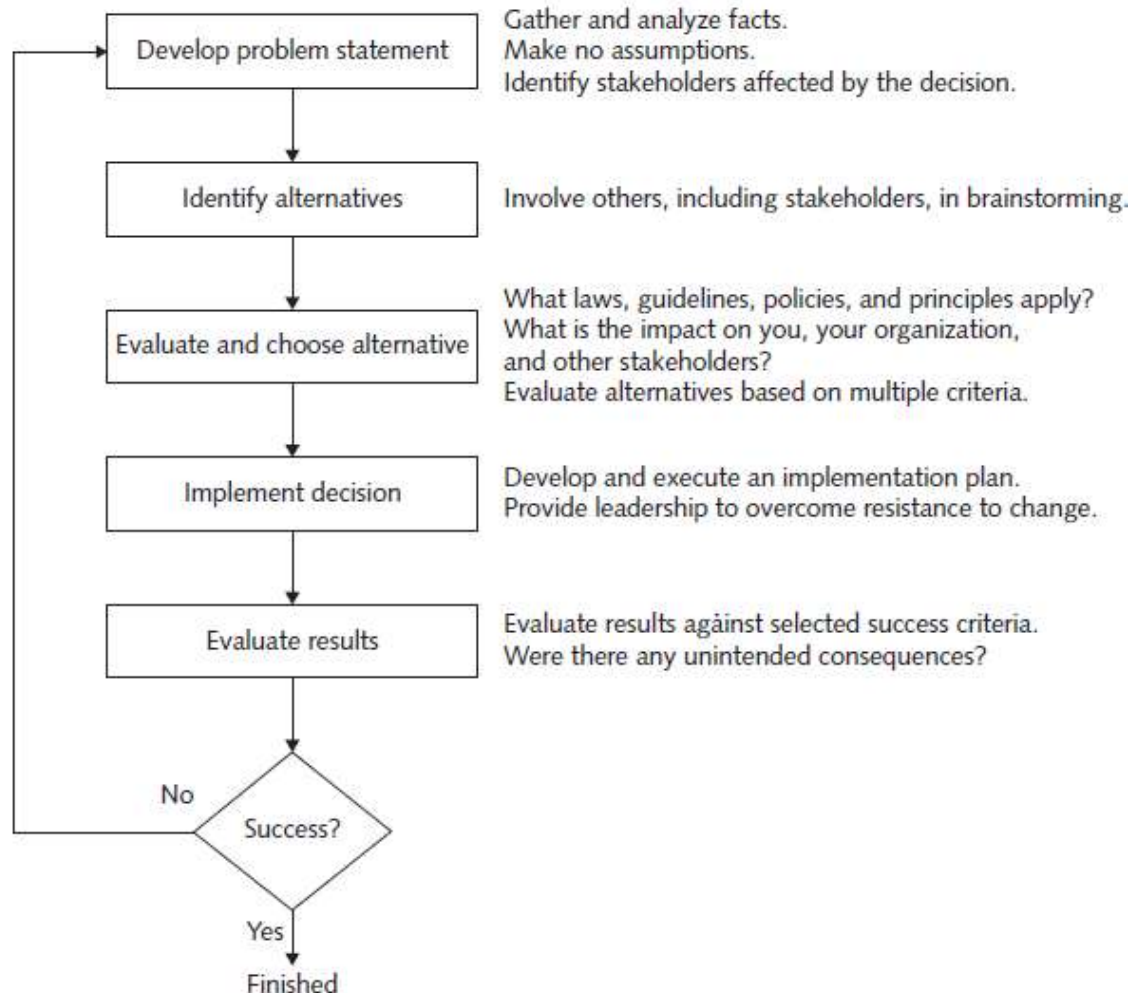 Develop problem statement
Gather and analyze facts.
Make no assumptions.
Identify stakeholders affected by the decision.
Identify alternatives
Involve others, including stakeholders, in brainstorming.
Evaluate and choose alternative
What laws, guidelines, policies, and principles apply?
What is the impact on you, your organization,
and other stakeholders?
Evaluate alternatives based on multiple criteria.
Implement decision
Develop and execute an implementation plan.
Provide leadership to overcome resistance to change.
Evaluate results
Evaluate results against selected success criteria.
Were there any unintended consequences?
No
Success?
Yes
Finished